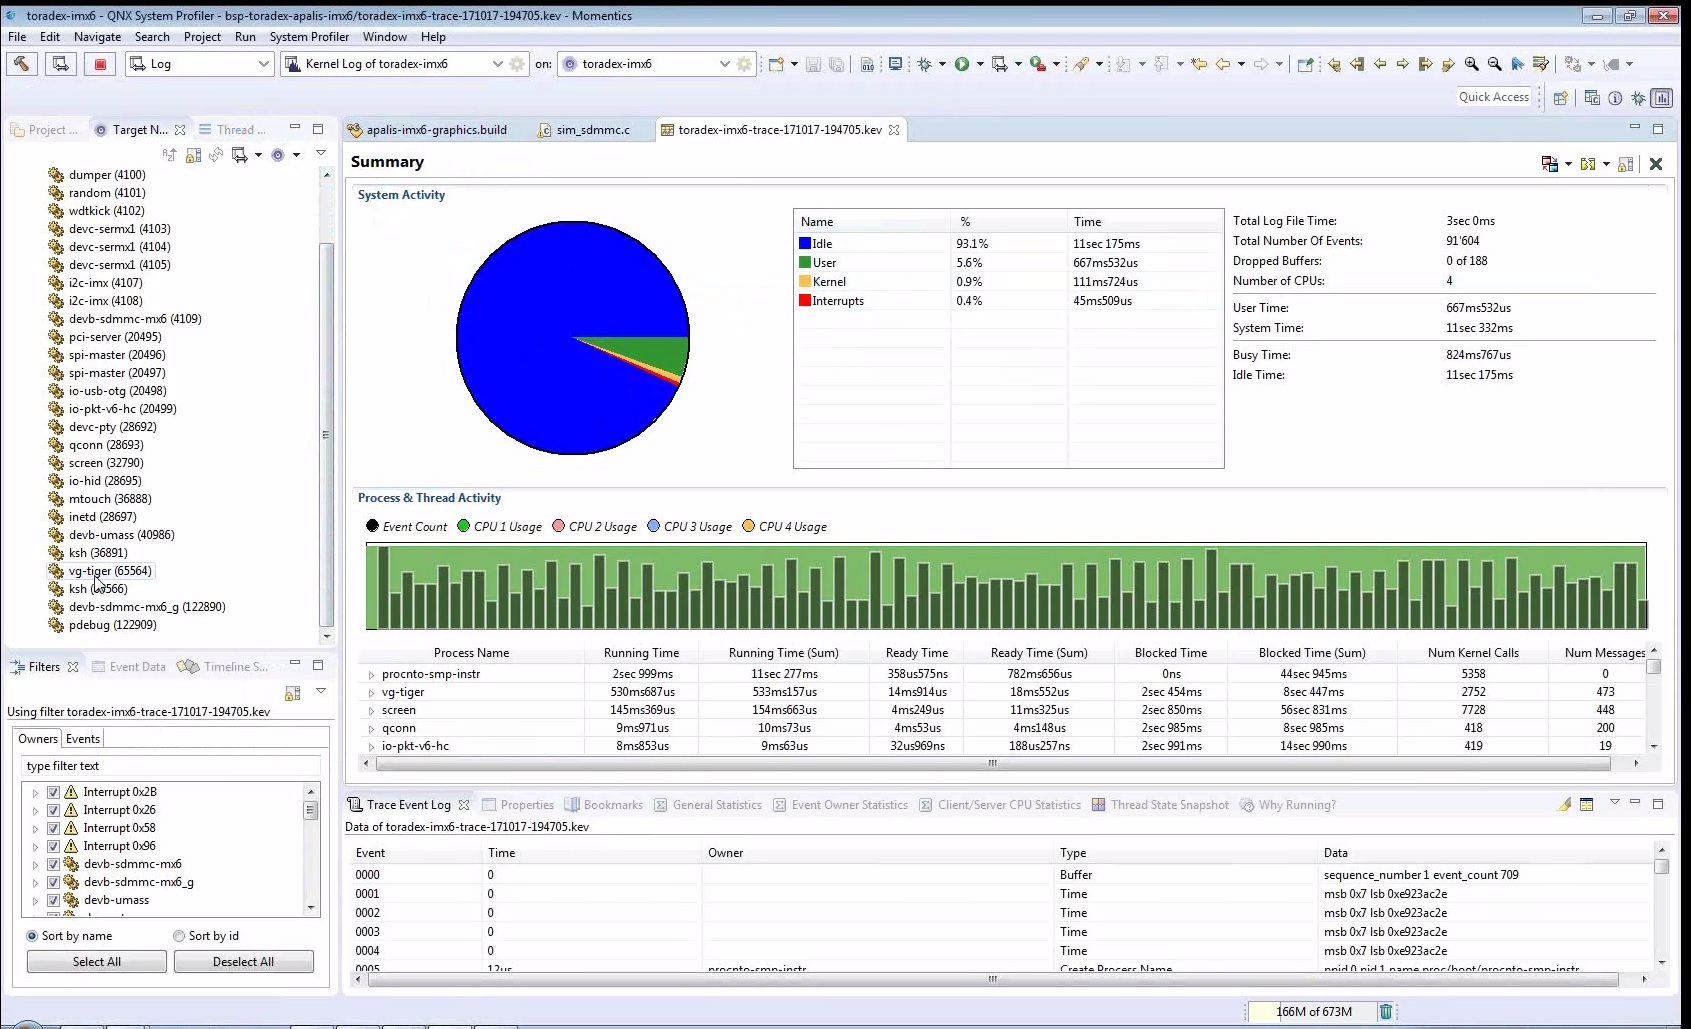 toradex-imx6 - QNX System Profiler - bsp-toradex-apalis-imx6/toradex-imx6-trace-171017-194705.kev - Momentics
File Edit Navigate Search Project Run System Profiler Window Help
Log Kernel Log of toradex-imx6 on: toradex-imx6
Quick Access
Project ... Target N... Thread ...
dumper (4100)
random (4101)
wdtkick (4102)
devc-sermx1 (4103)
devc-sermx1 (4104)
devc-sermx1 (4105)
i2c-imx (4107)
i2c-imx (4108)
devb-sdmmc-mx6 (4109)
pci-server (20495)
spi-master (20496)
spi-master (20497)
io-usb-otg (20498)
io-pkt-v6-hc (20499)
devc-pty (28692)
qconn (28693)
screen (32790)
io-hid (28695)
mtouch (36888)
inetd (28697)
devb-umass (40986)
ksh (36891)
vg-tiger (65564)
ksh
devb-sdmmc-mx6_g (122890)
pdebug (122909)
Filters Event Data Timeline S...
Using filter toradex-imx6-trace-171017-194705.kev
Owners Events
type filter text
Interrupt 0x2B
Interrupt 0x26
Interrupt 0x58
Interrupt 0x96
devb-sdmmc-mx6
devb-sdmmc-mx6_g
devb-umass
Sort by name Sort by id
Select All Deselect All
apalis-imx6-graphics.build sim_sdmmc.c toradex-imx6-trace-171017-194705.kev
Summary
System Activity
Name % Time
Idle 93.1% 11sec 175ms
User 5.6% 667ms532us
Kernel 0.9% 111ms724us
Interrupts 0.4% 45ms509us
Total Log File Time: 3sec 0ms
Total Number Of Events: 91'604
Dropped Buffers: 0 of 188
Number of CPUs: 4
User Time: 667ms532us
System Time: 11sec 332ms
Busy Time: 824ms767us
Idle Time: 11sec 175ms
Process & Thread Activity
Event Count CPU 1 Usage CPU 2 Usage CPU 3 Usage CPU 4 Usage
Process Name Running Time Running Time (Sum) Ready Time Ready Time (Sum) Blocked Time Blocked Time (Sum) Num Kernel Calls Num Messages
procnto-smp-instr 2sec 999ms 11sec 277ms 358us575ns 782ms656us 0ns 44sec 945ms 5358 0
vg-tiger 530ms687us 533ms157us 14ms914us 18ms552us 2sec 454ms 8sec 447ms 2752 473
screen 145ms369us 154ms663us 4ms249us 11ms325us 2sec 850ms 56sec 831ms 7728 448
qconn 9ms971us 10ms73us 4ms53us 4ms148us 2sec 985ms 8sec 985ms 418 200
io-pkt-v6-hc 8ms853us 9ms63us 32us969ns 188us257ns 2sec 991ms 14sec 990ms 419 19
Trace Event Log Properties Bookmarks General Statistics Event Owner Statistics Client/Server CPU Statistics Thread State Snapshot Why Running?
Data of toradex-imx6-trace-171017-194705.kev
Event Time Owner Type Data
0000 0 Buffer sequence_number 1 event_count 709
0001 0 Time msb 0x7 lsb 0xe923ac2e
0002 0 Time msb 0x7 lsb 0xe923ac2e
0003 0 Time msb 0x7 lsb 0xe923ac2e
0004 0 Time msb 0x7 lsb 0xe923ac2e
0005 12us procnto-smp-instr Create Process Name ppid 0 pid 1 name proc/boot/procnto-smp-instr
166M of 673M